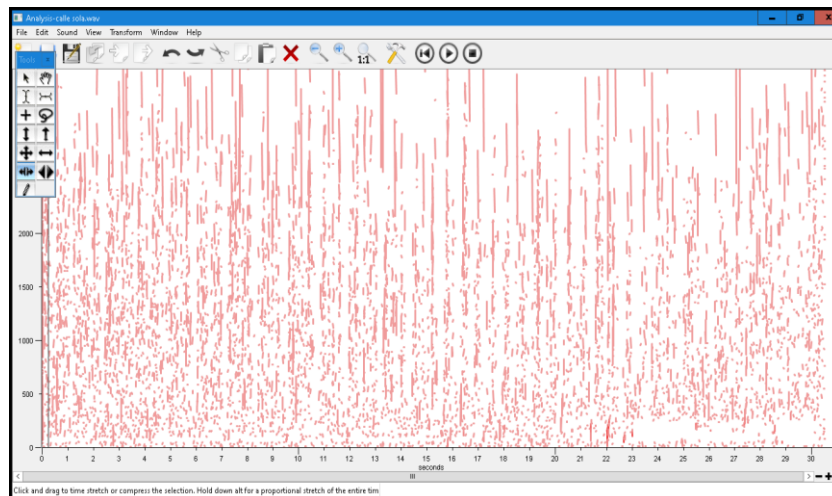 Analysis-calle sola.wav
File Edit Sound View Transform Window Help
1:1
Tools
2000
1500
1000
500
0
0 1 2 3 4 5 6 7 8 9 10 11 12 13 14 15 16 17 18 19 20 21 22 23 24 25 26 27 28 29 30
seconds
Click and drag to time stretch or compress the selection. Hold down alt for a proportional stretch of the entire tim